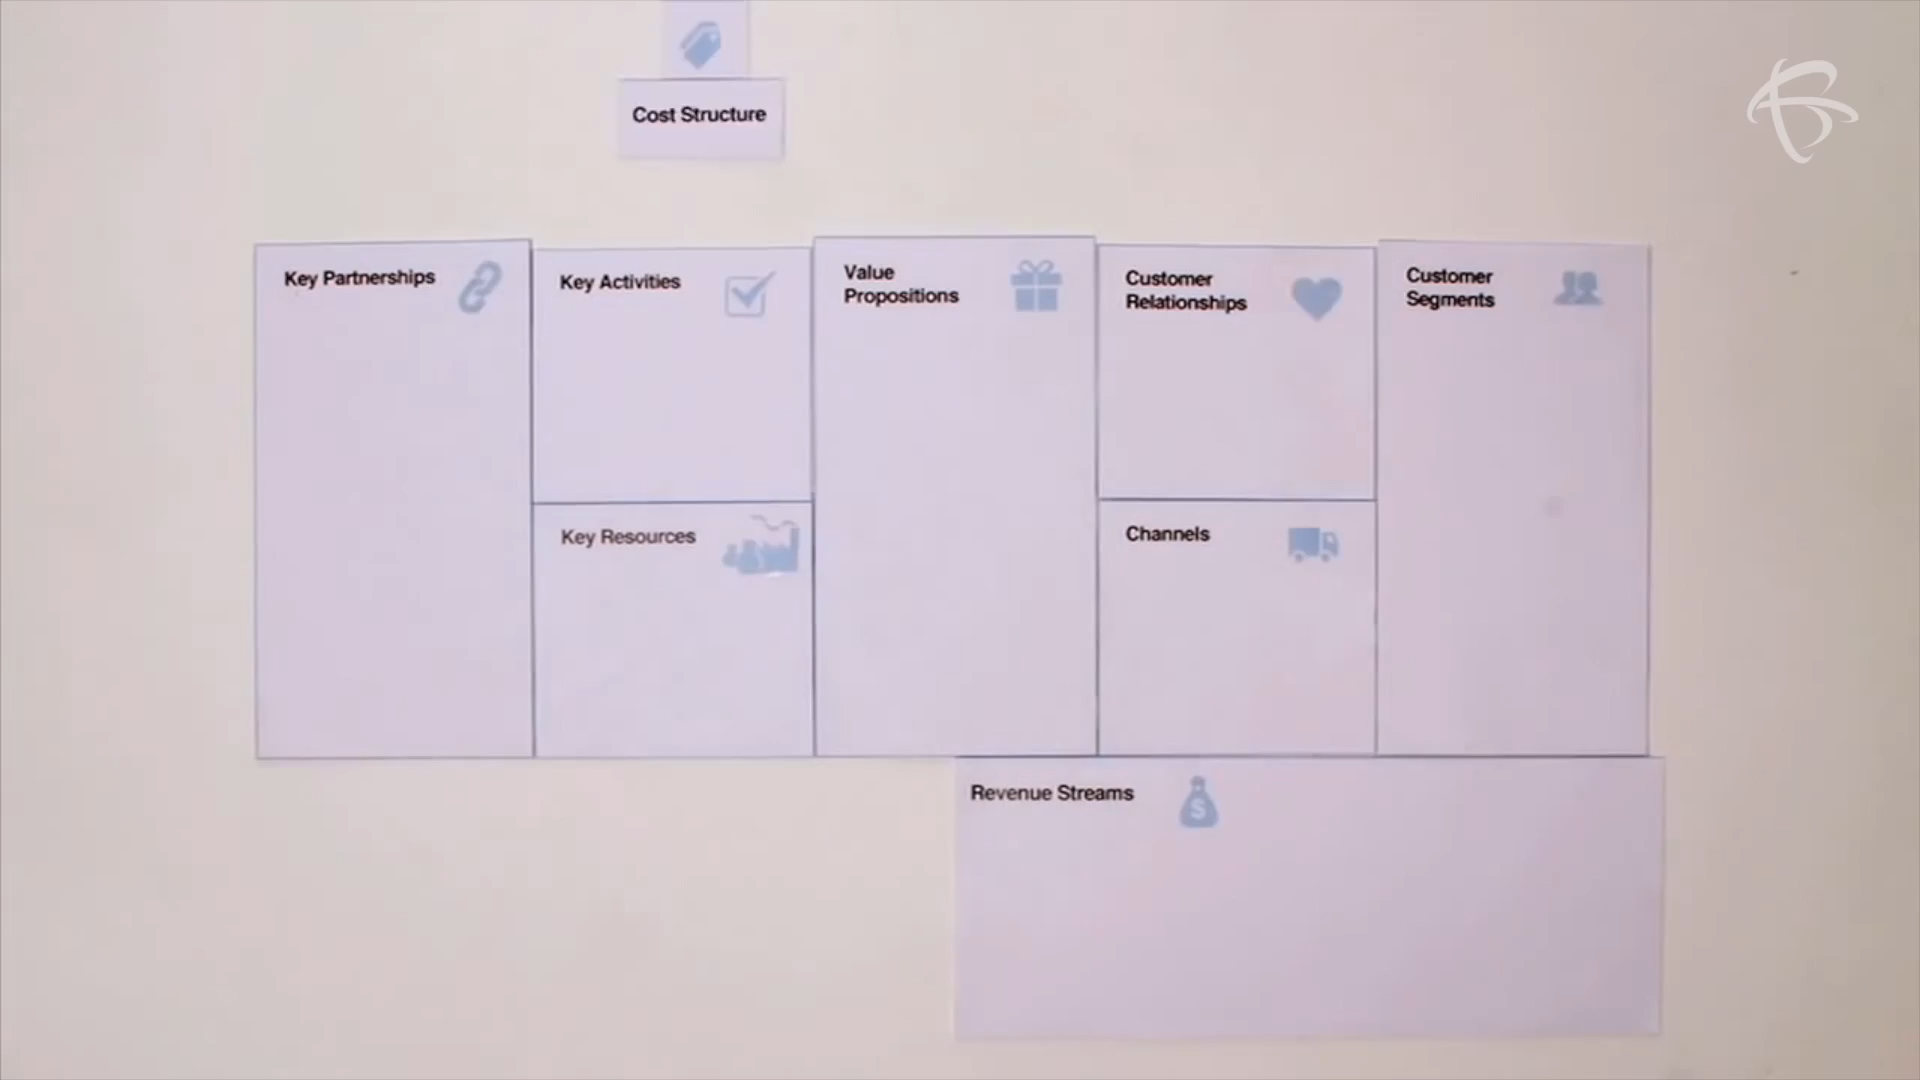 Cost Structure
Key Partnerships
Key Activities
Value
Propositions
Customer
Relationships
Customer
Segments
Key Resources
Channels
Revenue Streams
$